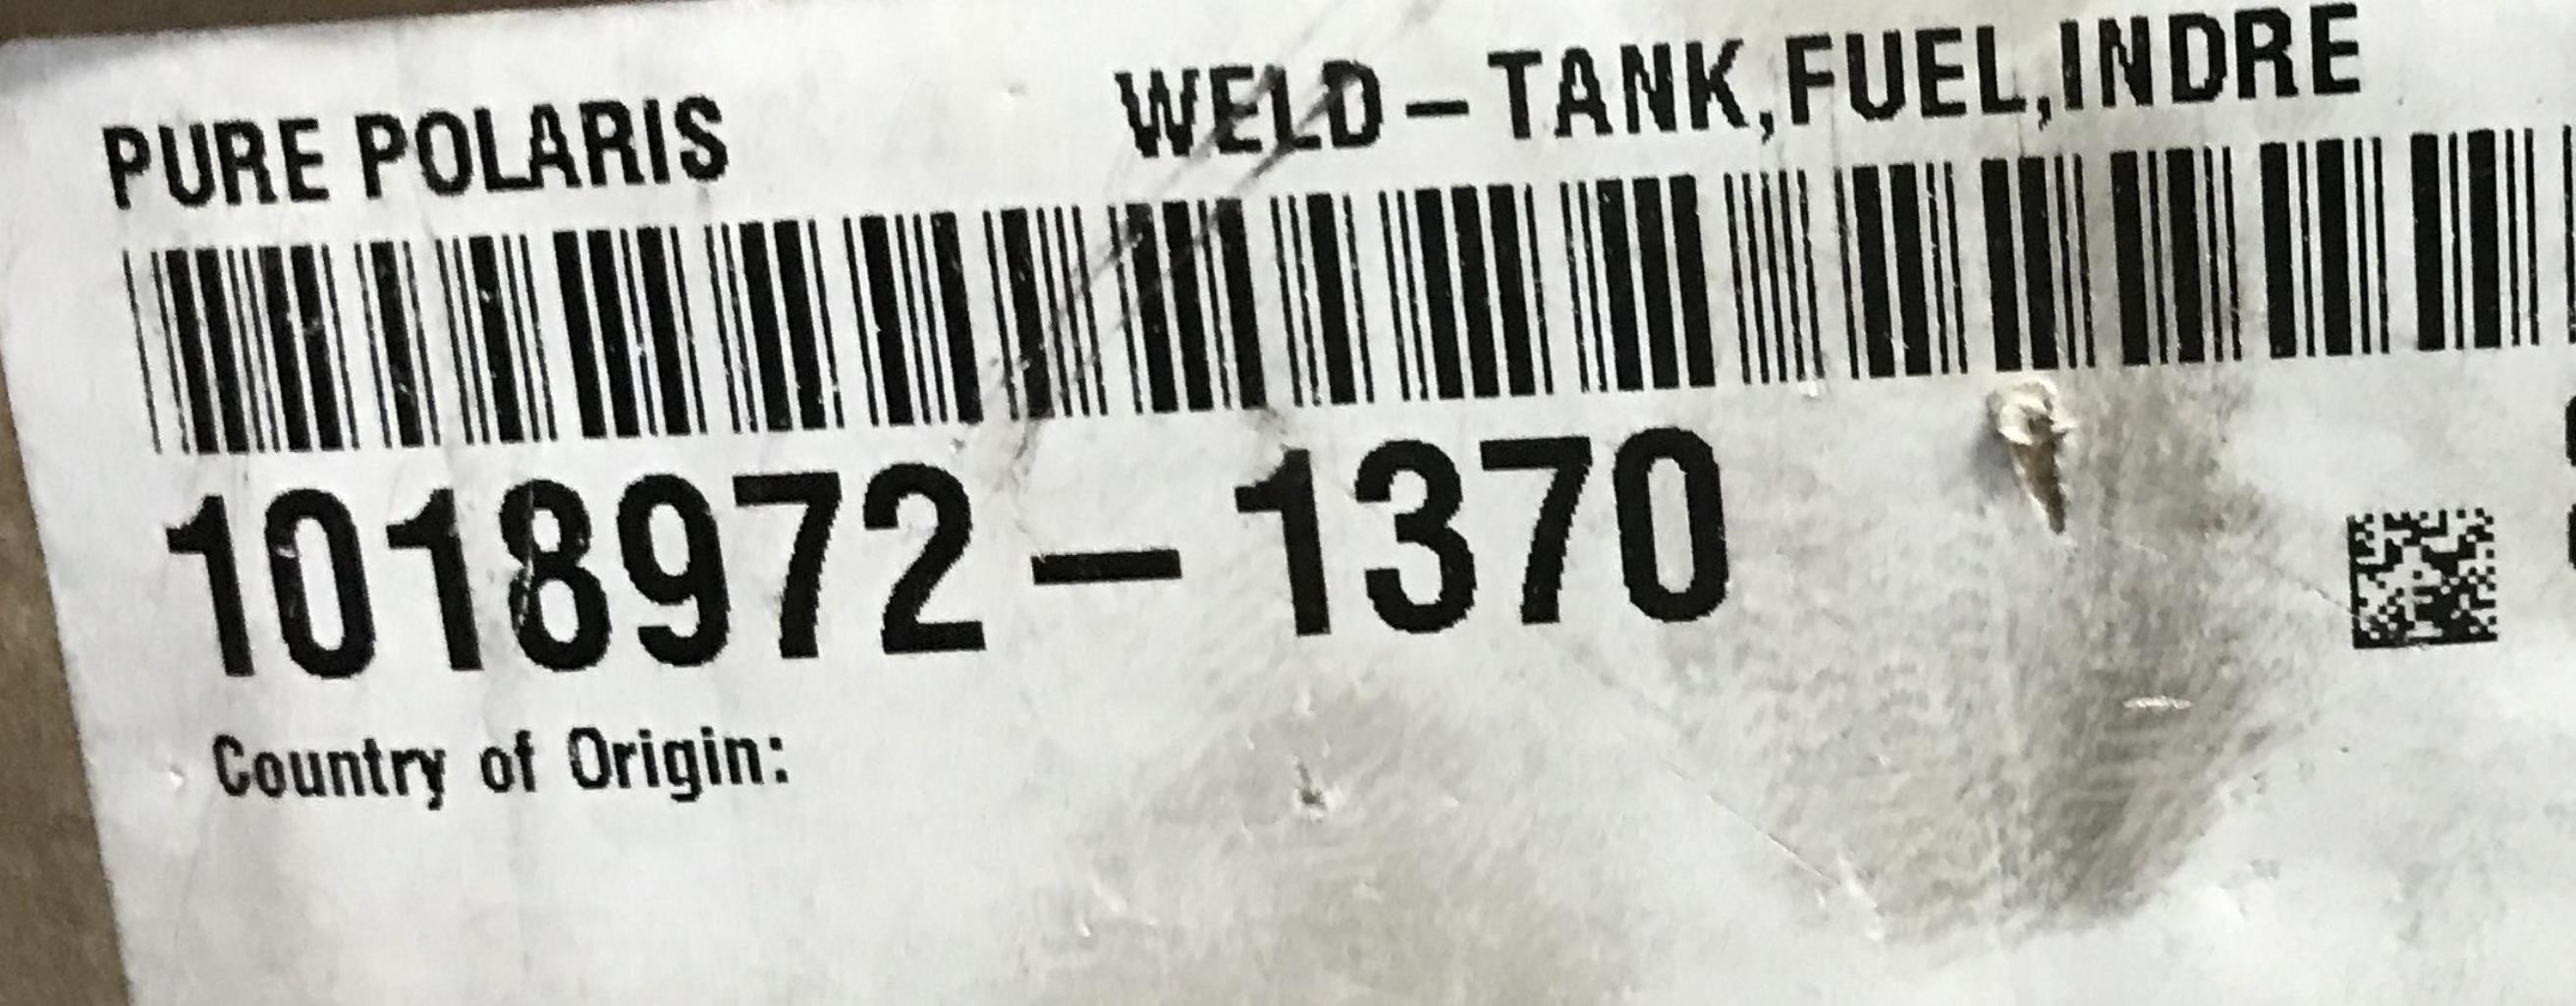 PURE POLARIS WELD-TANK,FUEL,INDRE
1018972-1370
Country of Origin: